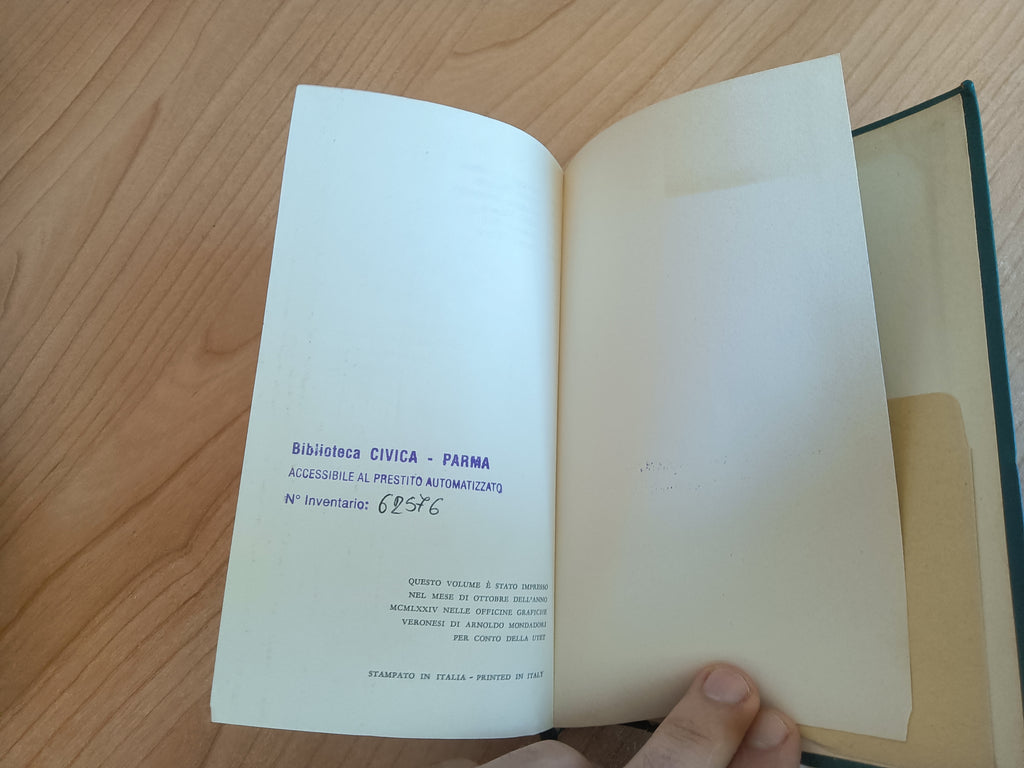 Biblioteca CIVICA - PARMA
ACCESSIBILE AL PRESTITO AUTOMATIZZATO
N° Inventario: 62576
QUESTO VOLUME È STATO IMPRESSO
NEL MESE DI OTTOBRE DELL'ANNO
MCMLXXIV NELLE OFFICINE GRAFICHE
VERONESI DI ARNOLDO MONDADORI
PER CONTO DELLA UTET
STAMPATO IN ITALIA - PRINTED IN ITALY